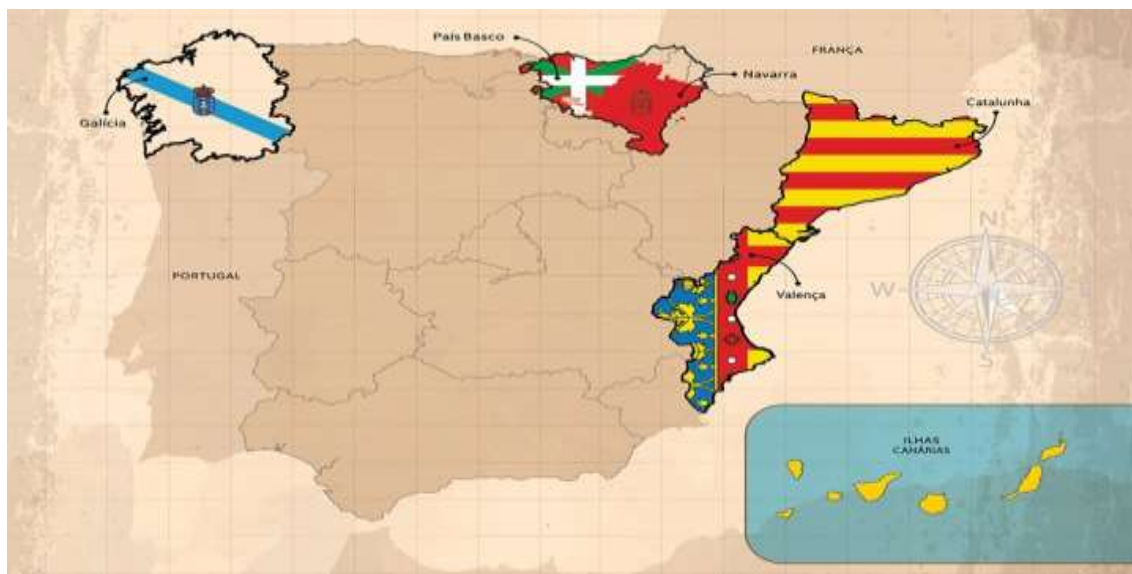 País Basco
FRANÇA
Navarra
Catalunha
Galícia
N
PORTUGAL
W
Valença
S
ILHAS
CANÁRIAS